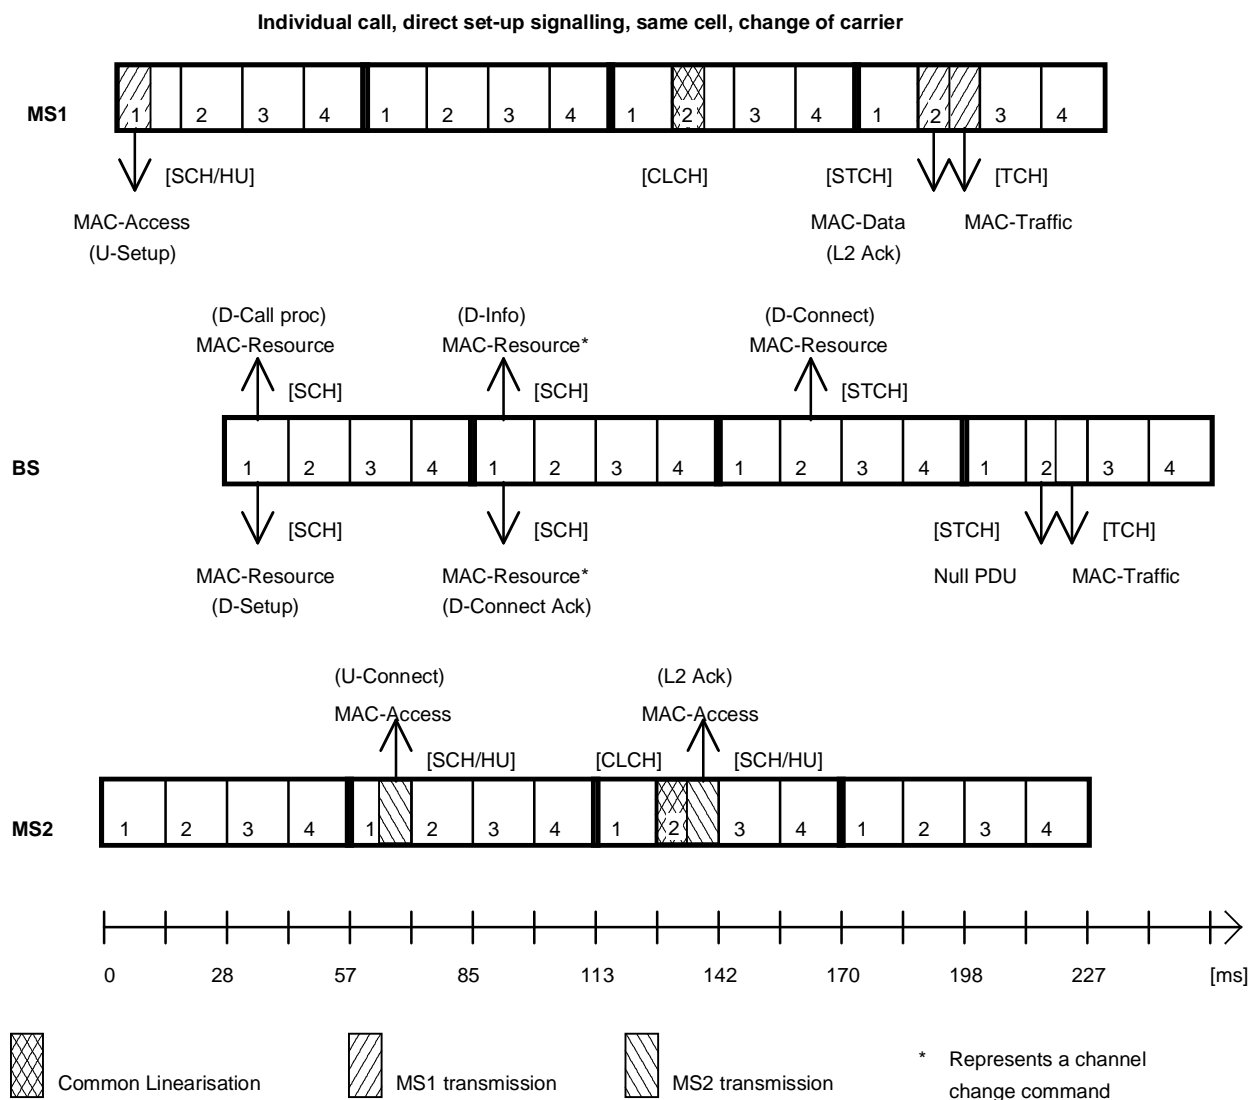 Individual call, direct set-up signalling, same cell, change of carrier
MS1
1 2 3 4 1 2 3 4 1 2 3 4 1 2 3 4
[SCH/HU] [CLCH] [STCH] [TCH]
MAC-Access MAC-Data MAC-Traffic
(U-Setup) (L2 Ack)
(D-Call proc) (D-Info) (D-Connect)
MAC-Resource MAC-Resource* MAC-Resource
[SCH] [SCH] [STCH]
BS
1 2 3 4 1 2 3 4 1 2 3 4 1 2 3 4
[SCH] [SCH] [STCH] [TCH]
MAC-Resource MAC-Resource* Null PDU MAC-Traffic
(D-Setup) (D-Connect Ack)
(U-Connect) (L2 Ack)
MAC-Access MAC-Access
[SCH/HU] [CLCH] [SCH/HU]
MS2
1 2 3 4 1 2 3 4 1 2 3 4 1 2 3 4
0 28 57 85 113 142 170 198 227 [ms]
Common Linearisation MS1 transmission MS2 transmission
* Represents a channel
change command